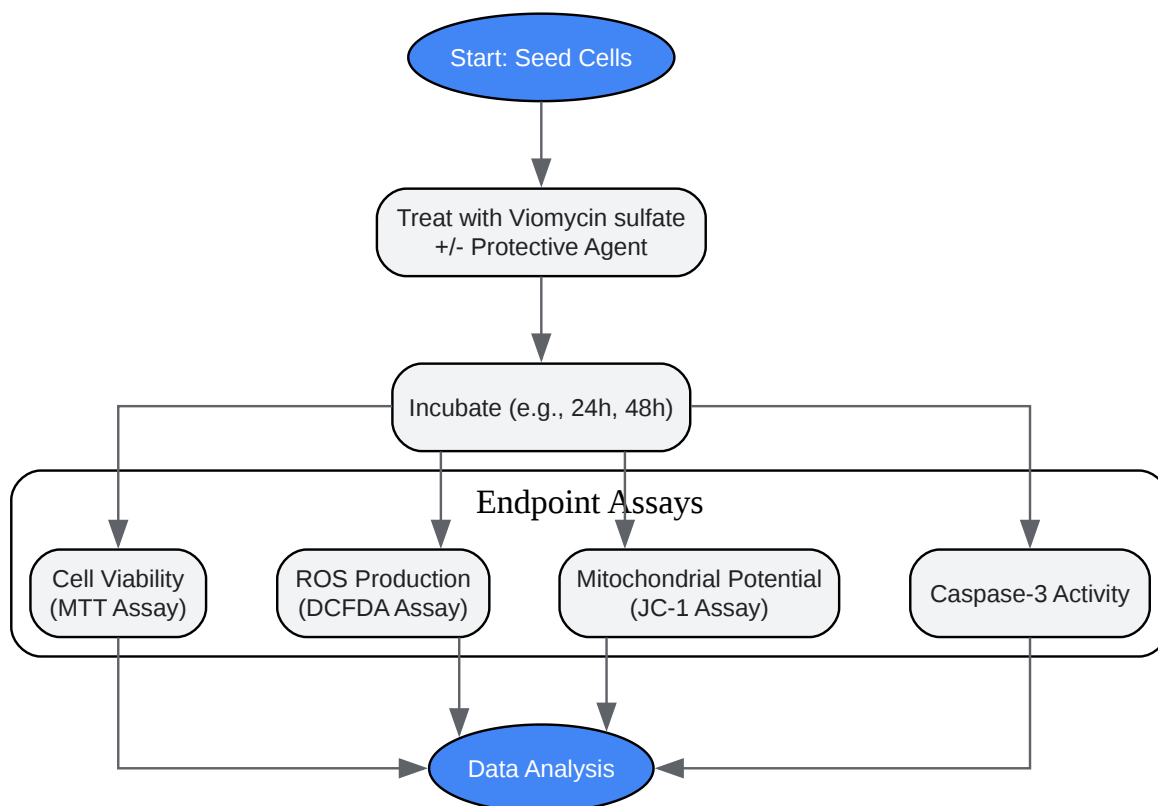 Start: Seed Cells
Treat with Viomycin sulfate
+/- Protective Agent
Incubate (e.g., 24h, 48h)
Endpoint Assays
Cell Viability
(MTT Assay)
ROS Production
(DCFDA Assay)
Mitochondrial Potential
(JC-1 Assay)
Caspase-3 Activity
Data Analysis